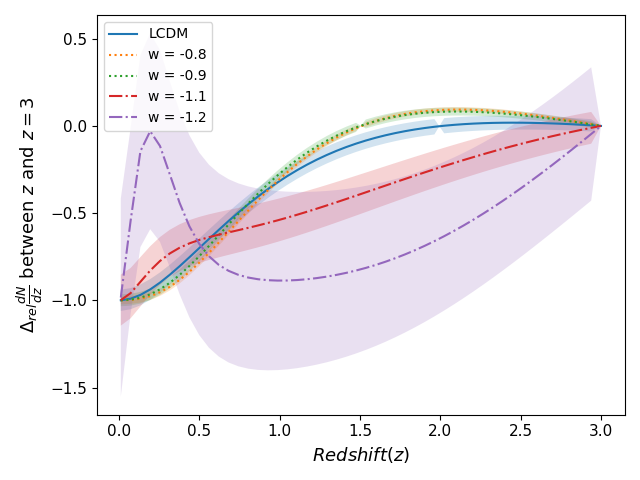 LCDM
w = -0.8
w = -0.9
w = -1.1
w = -1.2
0.5
0.0
−0.5
−1.0
−1.5
Δ_{rel} dN/dz between z and z = 3
0.0 0.5 1.0 1.5 2.0 2.5 3.0
Redshift(z)